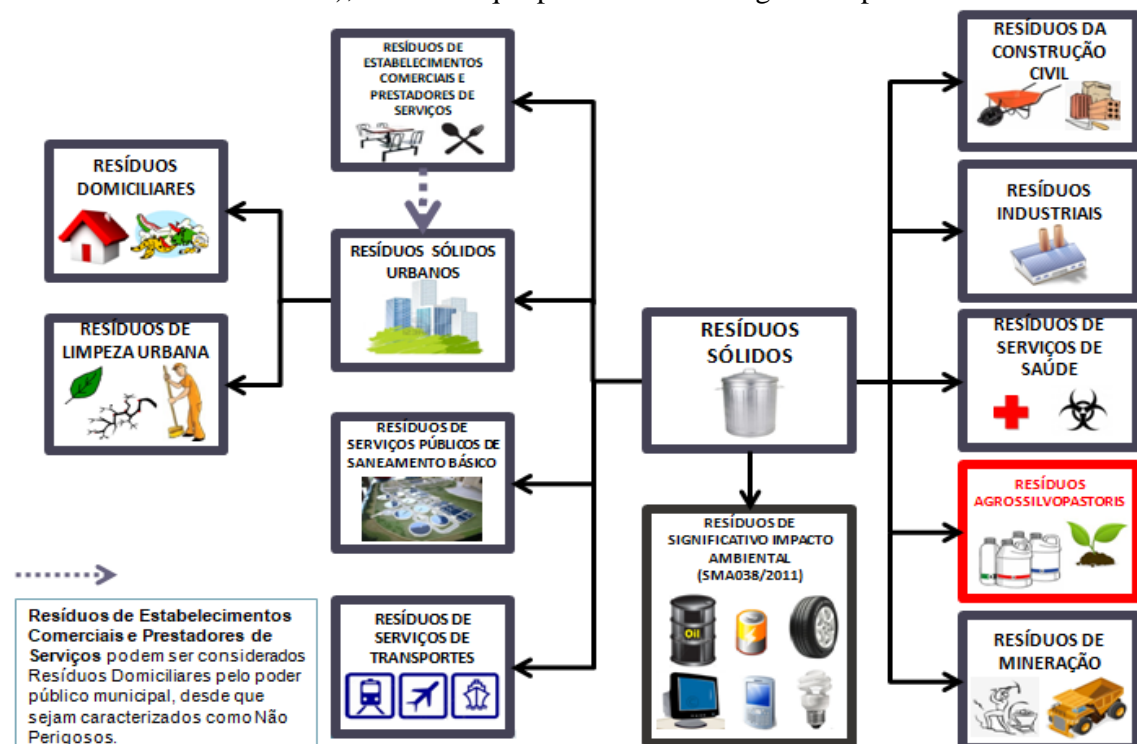 RESÍDUOS DE
ESTABELECIMENTOS
COMERCIAIS E
PRESTADORES DE
SERVIÇOS
RESÍDUOS
DOMICILIARES
RESÍDUOS SÓLIDOS
URBANOS
RESÍDUOS DE
LIMPEZA URBANA
RESÍDUOS DE
SERVIÇOS PÚBLICOS DE
SANEAMENTO BÁSICO
RESÍDUOS DE
SERVIÇOS DE
TRANSPORTES
RESÍDUOS
SÓLIDOS
RESÍDUOS DE
SIGNIFICATIVO IMPACTO
AMBIENTAL
(SMA038/2011)
Oil
RESÍDUOS DA
CONSTRUÇÃO
CIVIL
RESÍDUOS
INDUSTRIAIS
RESÍDUOS DE
SERVIÇOS DE
SAÚDE
RESÍDUOS
AGROSSILVOPASTORIS
RESÍDUOS DE
MINERAÇÃO
Resíduos de Estabelecimentos
Comerciais e Prestadores de
Serviços podem ser considerados
Resíduos Domiciliares pelo poder
público municipal, desde que
sejam caracterizados como Não
Perigosos.